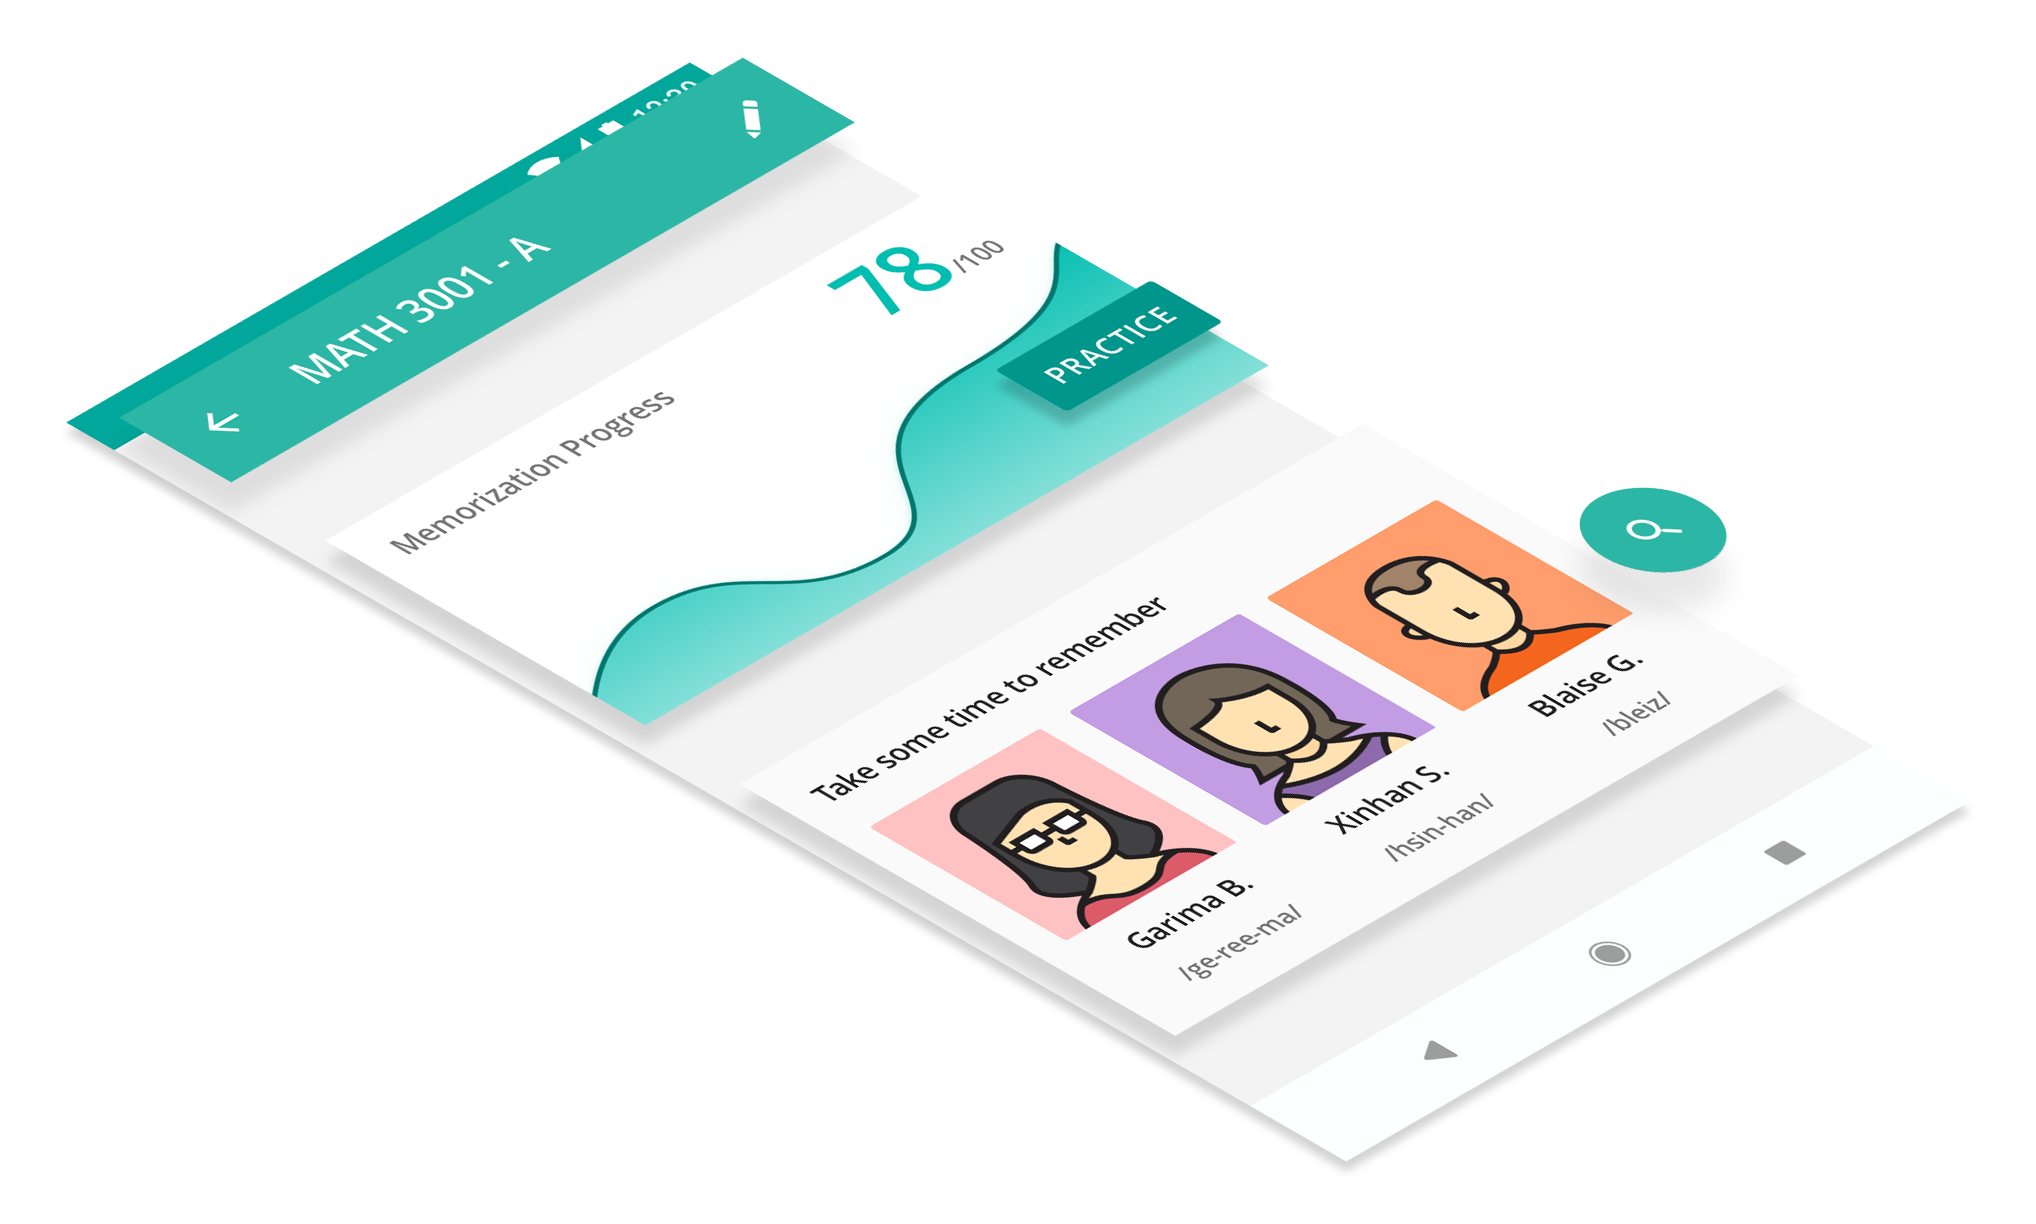 MATH 3001 - A
Memorization Progress
78/100
PRACTICE
Take some time to remember
Garima B.
/ge-ree-ma/
Xinhan S.
/hsin-han/
Blaise G.
/bleiz/